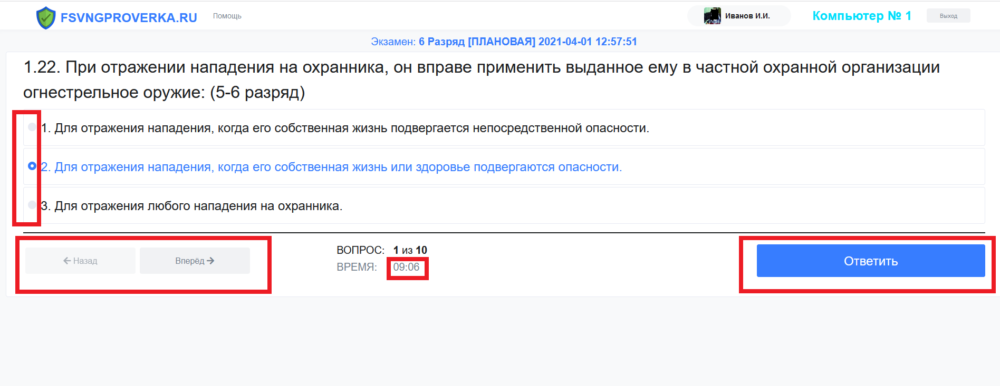 FSVNGPROVERKA.RU Помощь Иванов И.И. Компьютер № 1 Выход
Экзамен: 6 Разряд [ПЛАНОВАЯ] 2021-04-01 12:57:51
1.22. При отражении нападения на охранника, он вправе применить выданное ему в частной охранной организации
огнестрельное оружие: (5-6 разряд)
1. Для отражения нападения, когда его собственная жизнь подвергается непосредственной опасности.
2. Для отражения нападения, когда его собственная жизнь или здоровье подвергаются опасности.
3. Для отражения любого нападения на охранника.
Назад Вперёд
ВОПРОС: 1 из 10
ВРЕМЯ: 09:06
Ответить